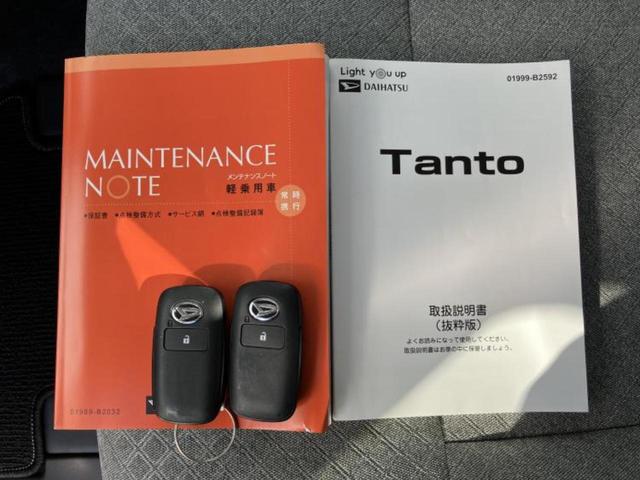 MAINTENANCE
NOTE
メンテナンスノート
軽乗用車
常時
携行
●保証書 ●点検整備方式 ●サービス網 ●点検整備記録簿
01999-B2032
Light you up
DAIHATSU
01999-B2592
Tanto
取扱説明書
(抜粋版)
よくお読みになって使用してください。
取扱説明書はお車の中に保管しましょう。